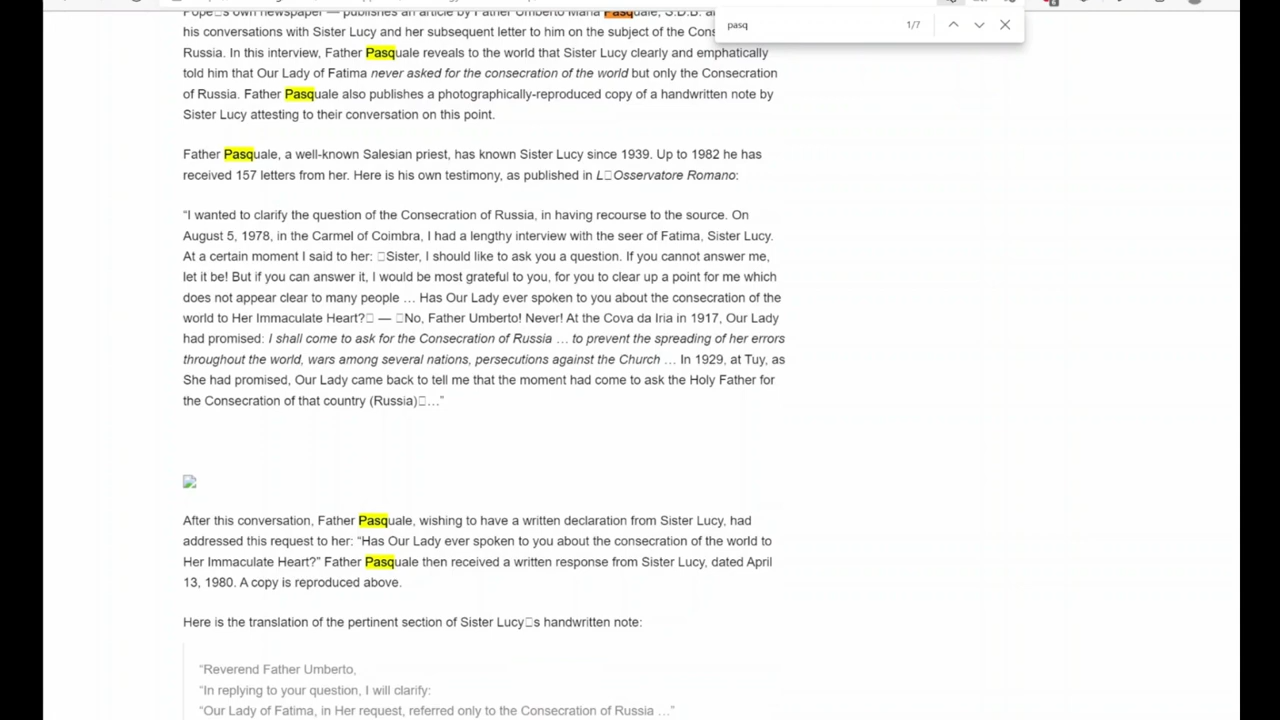 Pope□s own newspaper — publishes an article by Father Umberto Maria Pasquale, S.D.B.
pasq
1/7
his conversations with Sister Lucy and her subsequent letter to him on the subject of the
Russia. In this interview, Father Pasquale reveals to the world that Sister Lucy clearly and emphatically
told him that Our Lady of Fatima never asked for the consecration of the world but only the Consecration
of Russia. Father Pasquale also publishes a photographically-reproduced copy of a handwritten note by
Sister Lucy attesting to their conversation on this point.
Father Pasquale, a well-known Salesian priest, has known Sister Lucy since 1939. Up to 1982 he has
received 157 letters from her. Here is his own testimony, as published in L□Osservatore Romano:
“I wanted to clarify the question of the Consecration of Russia, in having recourse to the source. On
August 5, 1978, in the Carmel of Coimbra, I had a lengthy interview with the seer of Fatima, Sister Lucy.
At a certain moment I said to her: □Sister, I should like to ask you a question. If you cannot answer me,
let it be! But if you can answer it, I would be most grateful to you, for you to clear up a point for me which
does not appear clear to many people … Has Our Lady ever spoken to you about the consecration of the
world to Her Immaculate Heart?□ — □No, Father Umberto! Never! At the Cova da Iria in 1917, Our Lady
had promised: I shall come to ask for the Consecration of Russia … to prevent the spreading of her errors
throughout the world, wars among several nations, persecutions against the Church … In 1929, at Tuy, as
She had promised, Our Lady came back to tell me that the moment had come to ask the Holy Father for
the Consecration of that country (Russia)□…”
After this conversation, Father Pasquale, wishing to have a written declaration from Sister Lucy, had
addressed this request to her: “Has Our Lady ever spoken to you about the consecration of the world to
Her Immaculate Heart?” Father Pasquale then received a written response from Sister Lucy, dated April
13, 1980. A copy is reproduced above.
Here is the translation of the pertinent section of Sister Lucy□s handwritten note:
“Reverend Father Umberto,
“In replying to your question, I will clarify:
“Our Lady of Fatima, in Her request, referred only to the Consecration of Russia …”